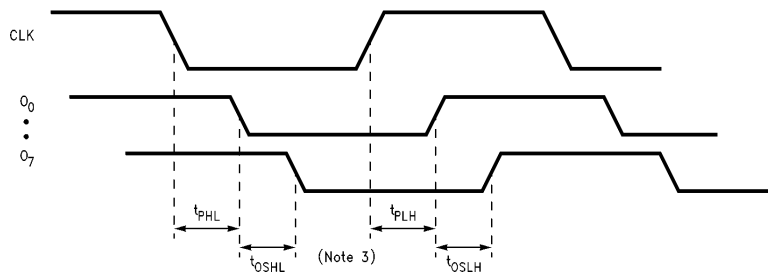 CLK
O0
O7
tPHL
tPLH
tOSHL
(Note 3)
tOSLH